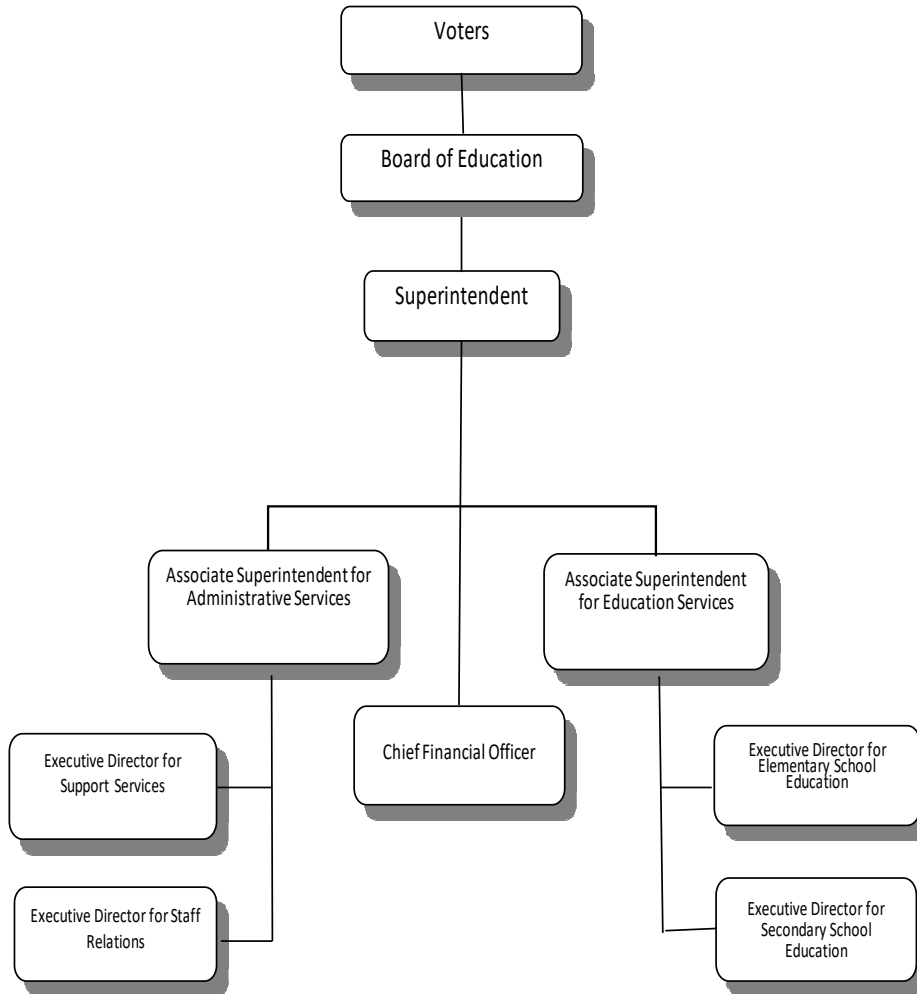 Voters
Board of Education
Superintendent
Associate Superintendent for
Administrative Services
Associate Superintendent
for Education Services
Chief Financial Officer
Executive Director for
Support Services
Executive Director for
Elementary School
Education
Executive Director for Staff
Relations
Executive Director for
Secondary School
Education